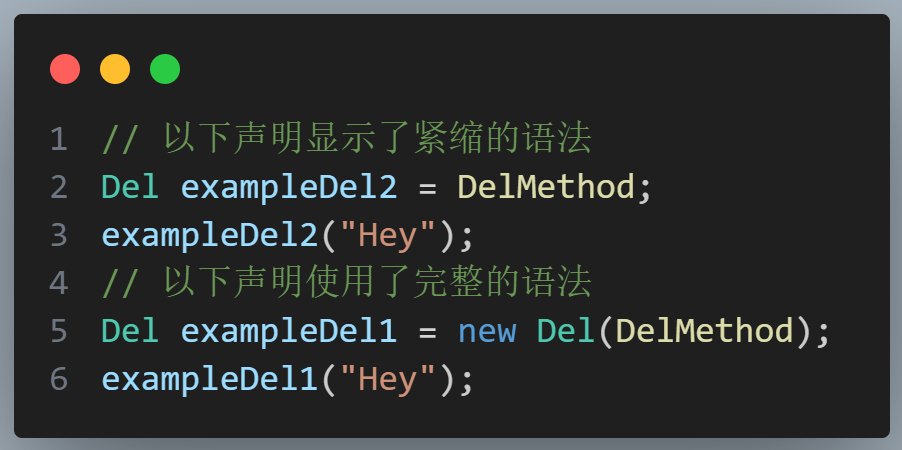 1 // 以下声明显示了紧缩的语法
2 Del exampleDel2 = DelMethod;
3 exampleDel2("Hey");
4 // 以下声明使用了完整的语法
5 Del exampleDel1 = new Del(DelMethod);
6 exampleDel1("Hey");